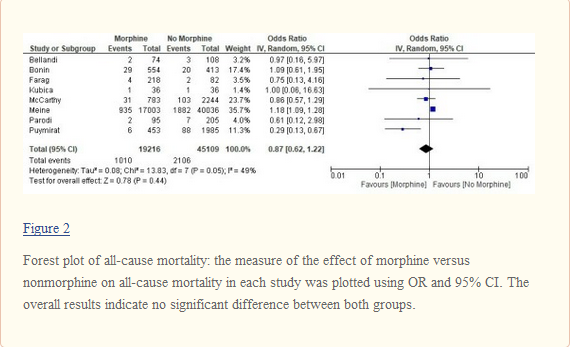 Morphine No Morphine Odds Ratio Odds Ratio
Study or Subgroup Events Total Events Total Weight IV, Random, 95% CI IV, Random, 95% CI
Bellandi 2 74 3 108 3.2% 0.97 [0.16, 5.97]
Bonin 29 554 20 413 17.4% 1.09 [0.61, 1.95]
Farag 4 218 2 82 3.5% 0.75 [0.13, 4.16]
Kubica 1 36 1 36 1.5% 1.00 [0.06, 16.63]
McCarthy 31 783 103 2244 23.7% 0.86 [0.57, 1.29]
Meine 935 17003 1882 40036 35.7% 1.18 [1.09, 1.28]
Parodi 2 95 7 205 4.1% 0.61 [0.12, 2.98]
Puymirat 6 453 88 1985 11.3% 0.29 [0.13, 0.67]
Total (95% CI) 19216 45109 100.0% 0.87 [0.62, 1.22]
Total events 1010 2106
Heterogeneity: Tau² = 0.08; Chi² = 13.83, df = 7 (P = 0.05); I² = 49%
Test for overall effect: Z = 0.78 (P = 0.44)
0.01 0.1 1 10 100
Favours [Morphine] Favours [No Morphine]
Figure 2
Forest plot of all-cause mortality: the measure of the effect of morphine versus
nonmorphine on all-cause mortality in each study was plotted using OR and 95% CI. The
overall results indicate no significant difference between both groups.